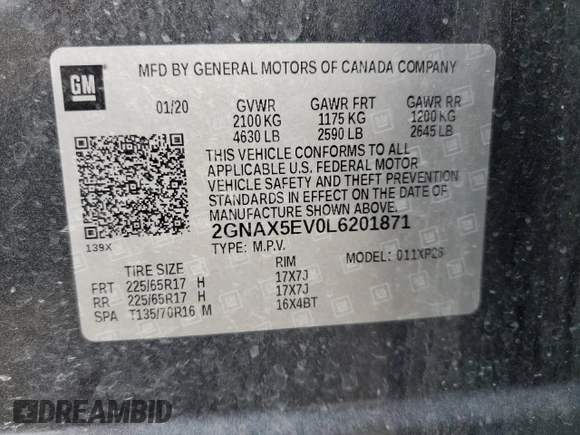 GM
MFD BY GENERAL MOTORS OF CANADA COMPANY
01/20 GVWR GAWR FRT GAWR RR
2100 KG 1175 KG 1200 KG
4630 LB 2590 LB 2645 LB
THIS VEHICLE CONFORMS TO ALL
APPLICABLE U.S. FEDERAL MOTOR
VEHICLE SAFETY AND THEFT PREVENTION
STANDARDS IN EFFECT ON THE DATE OF
MANUFACTURE SHOWN ABOVE.
139X
2GNAX5EV0L6201871
TYPE: M.P.V. MODEL: 011XP26
TIRE SIZE RIM
FRT 225/65R17 H 17X7J
RR 225/65R17 H 17X7J
SPA T135/70R16 M 16X4BT
DREAMBID